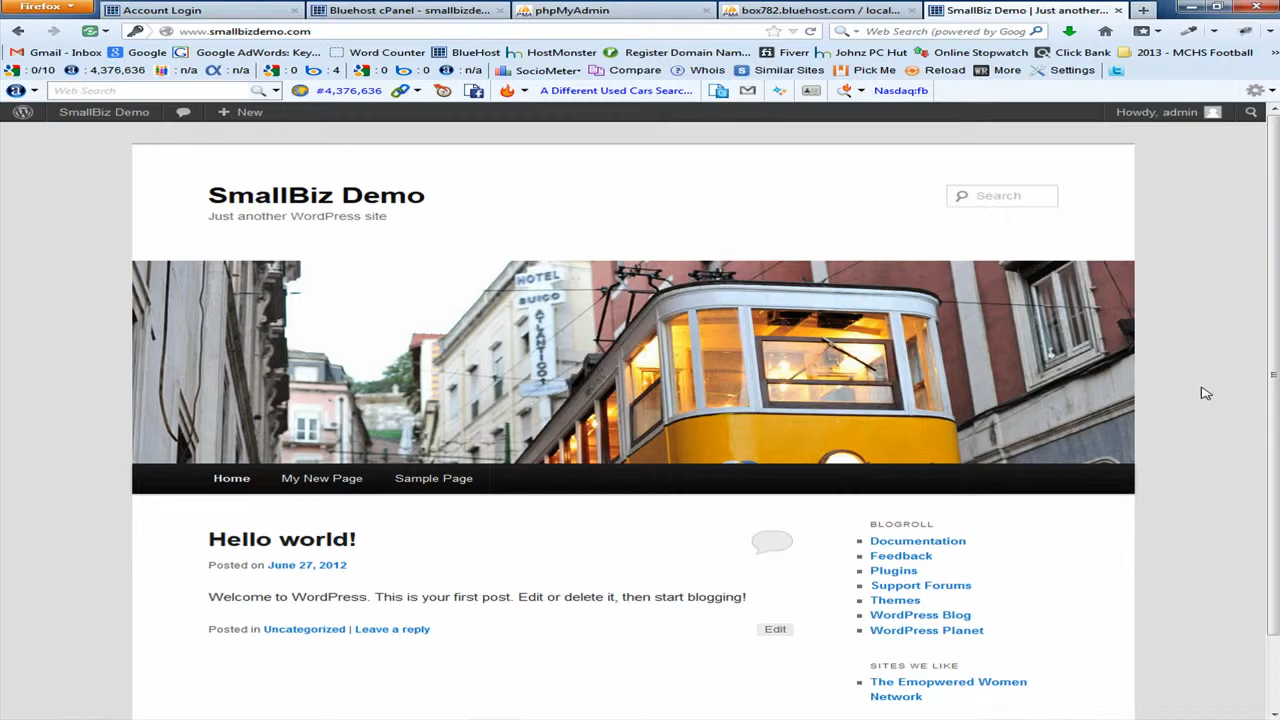 Firefox
Account Login
Bluehost cPanel - smallbizde...
phpMyAdmin
box782.bluehost.com / local...
SmallBiz Demo | Just another...
www.smallbizdemo.com
Web Search (powered by Goog
Gmail - Inbox
Google
Google AdWords: Key...
Word Counter
BlueHost
HostMonster
Register Domain Nam...
Fiverr
Johnz PC Hut
Online Stopwatch
Click Bank
2013 - MCHS Football
: 0/10
: 4,376,636
: n/a
: n/a
: 0
: 4
: 0
: 0
: n/a
SocioMeter
Compare
Whois
Similar Sites
Pick Me
Reload
WR More
Settings
Web Search
#4,376,636
A Different Used Cars Searc...
Nasdaq:fb
SmallBiz Demo
+ New
Howdy, admin
SmallBiz Demo
Just another WordPress site
Search
HOTEL
SUICO
ATLANTICO
Home
My New Page
Sample Page
Hello world!
Posted on June 27, 2012
Welcome to WordPress. This is your first post. Edit or delete it, then start blogging!
Posted in Uncategorized | Leave a reply
Edit
BLOGROLL
Documentation
Feedback
Plugins
Support Forums
Themes
WordPress Blog
WordPress Planet
SITES WE LIKE
The Emopwered Women
Network